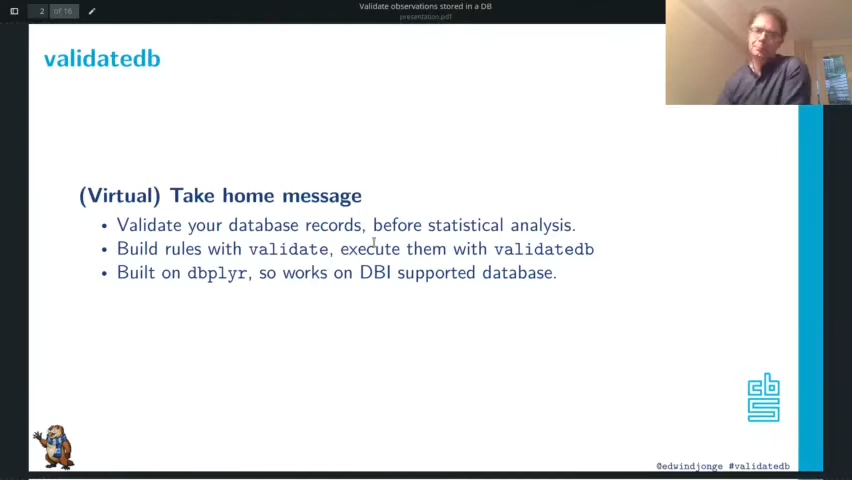 2 of 16
Validate observations stored in a DB
presentation.pdf
validatedb
(Virtual) Take home message
• Validate your database records, before statistical analysis.
• Build rules with validate, execute them with validatedb
• Built on dbplyr, so works on DBI supported database.
cbs
@edwindjonge #validatedb